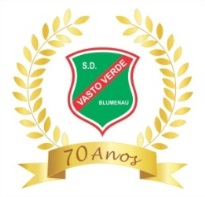 S.D.
VASTO VERDE
BLUMENAU
70 Anos